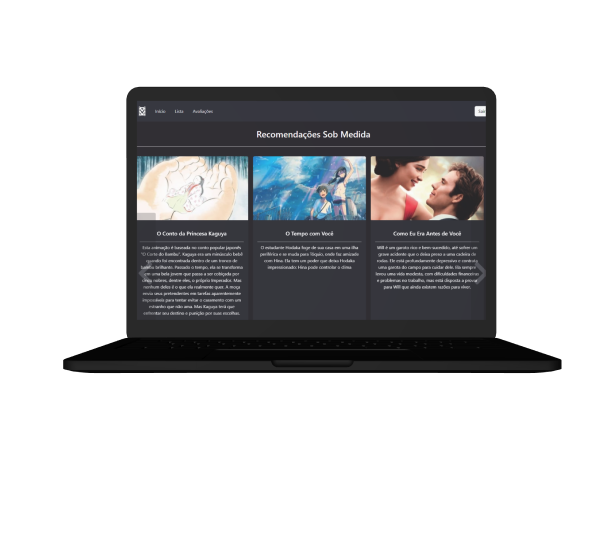 Início Lista Avaliações Sair
Recomendações Sob Medida
O Conto da Princesa Kaguya
Esta animação é baseada no conto popular japonês
"O Corte do Bambu". Kaguya era um minúsculo bebê
quando foi encontrada dentro de um tronco de
bambu brilhante. Passado o tempo, ela se transforma
em uma bela jovem que passa a ser cobiçada por
cinco nobres, dentre eles, o próprio Imperador. Mas
nenhum deles é o que ela realmente quer. A moça
envia seus pretendentes em tarefas aparentemente
impossíveis para tentar evitar o casamento com um
estranho que não ama. Mas Kaguya terá que
enfrentar seu destino e punição por suas escolhas.
O Tempo com Você
O estudante Hodaka foge de sua casa em uma ilha
periférica e se muda para Tóquio, onde faz amizade
com Hina. Ela tem um poder que deixa Hodaka
impressionado: Hina pode controlar o clima
Como Eu Era Antes de Você
Will é um garoto rico e bem-sucedido, até sofrer um
grave acidente que o deixa preso a uma cadeira de
rodas. Ele está profundamente depressivo e contrata
uma garota do campo para cuidar dele. Ela sempre
levou uma vida modesta, com dificuldades financeiras
e problemas no trabalho, mas está disposta a provar
para Will que ainda existem razões para viver.